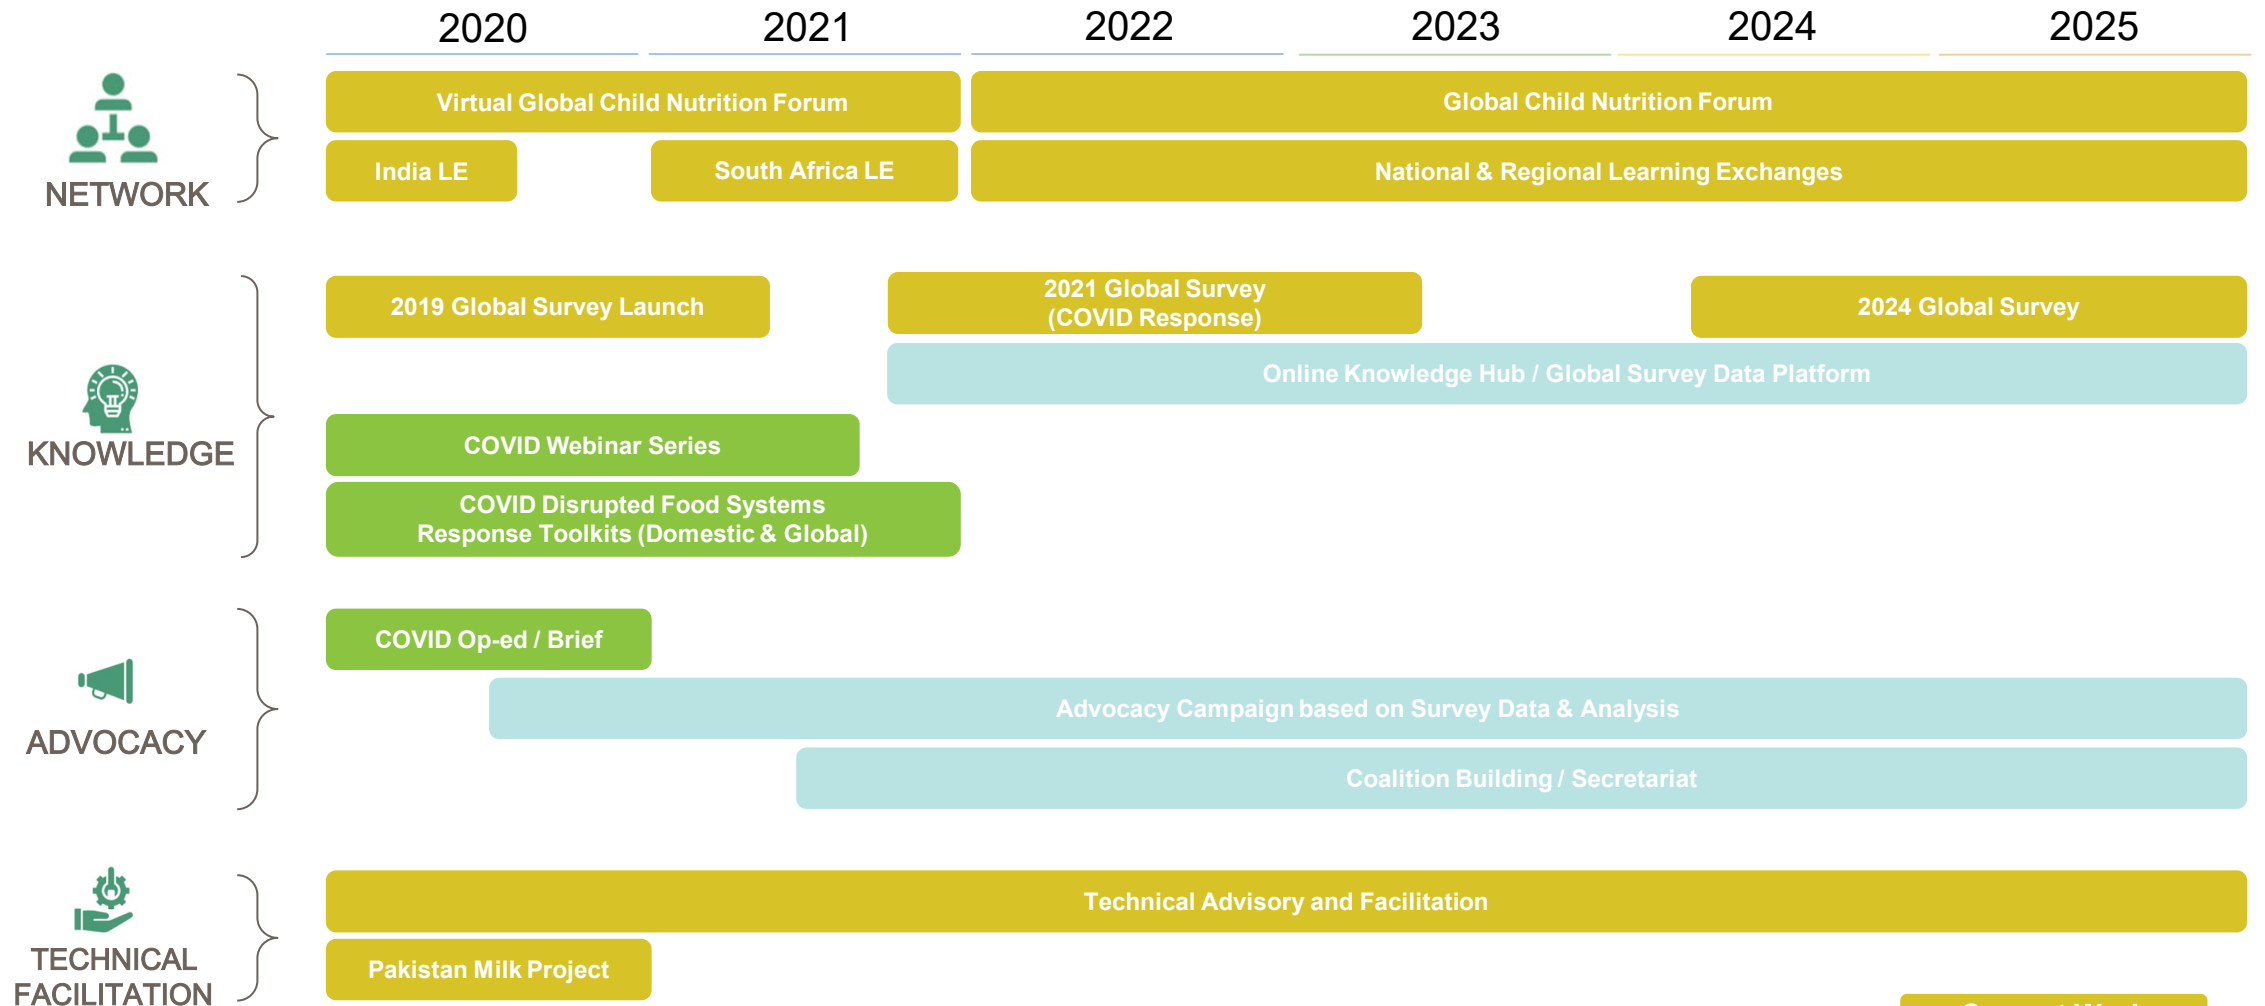 2020 2021 2022 2023 2024 2025
Virtual Global Child Nutrition Forum
Global Child Nutrition Forum
India LE
South Africa LE
National & Regional Learning Exchanges
NETWORK
2019 Global Survey Launch
2021 Global Survey
(COVID Response)
2024 Global Survey
Online Knowledge Hub / Global Survey Data Platform
COVID Webinar Series
KNOWLEDGE
COVID Disrupted Food Systems
Response Toolkits (Domestic & Global)
COVID Op-ed / Brief
Advocacy Campaign based on Survey Data & Analysis
ADVOCACY
Coalition Building / Secretariat
Technical Advisory and Facilitation
Pakistan Milk Project
TECHNICAL
FACILITATION